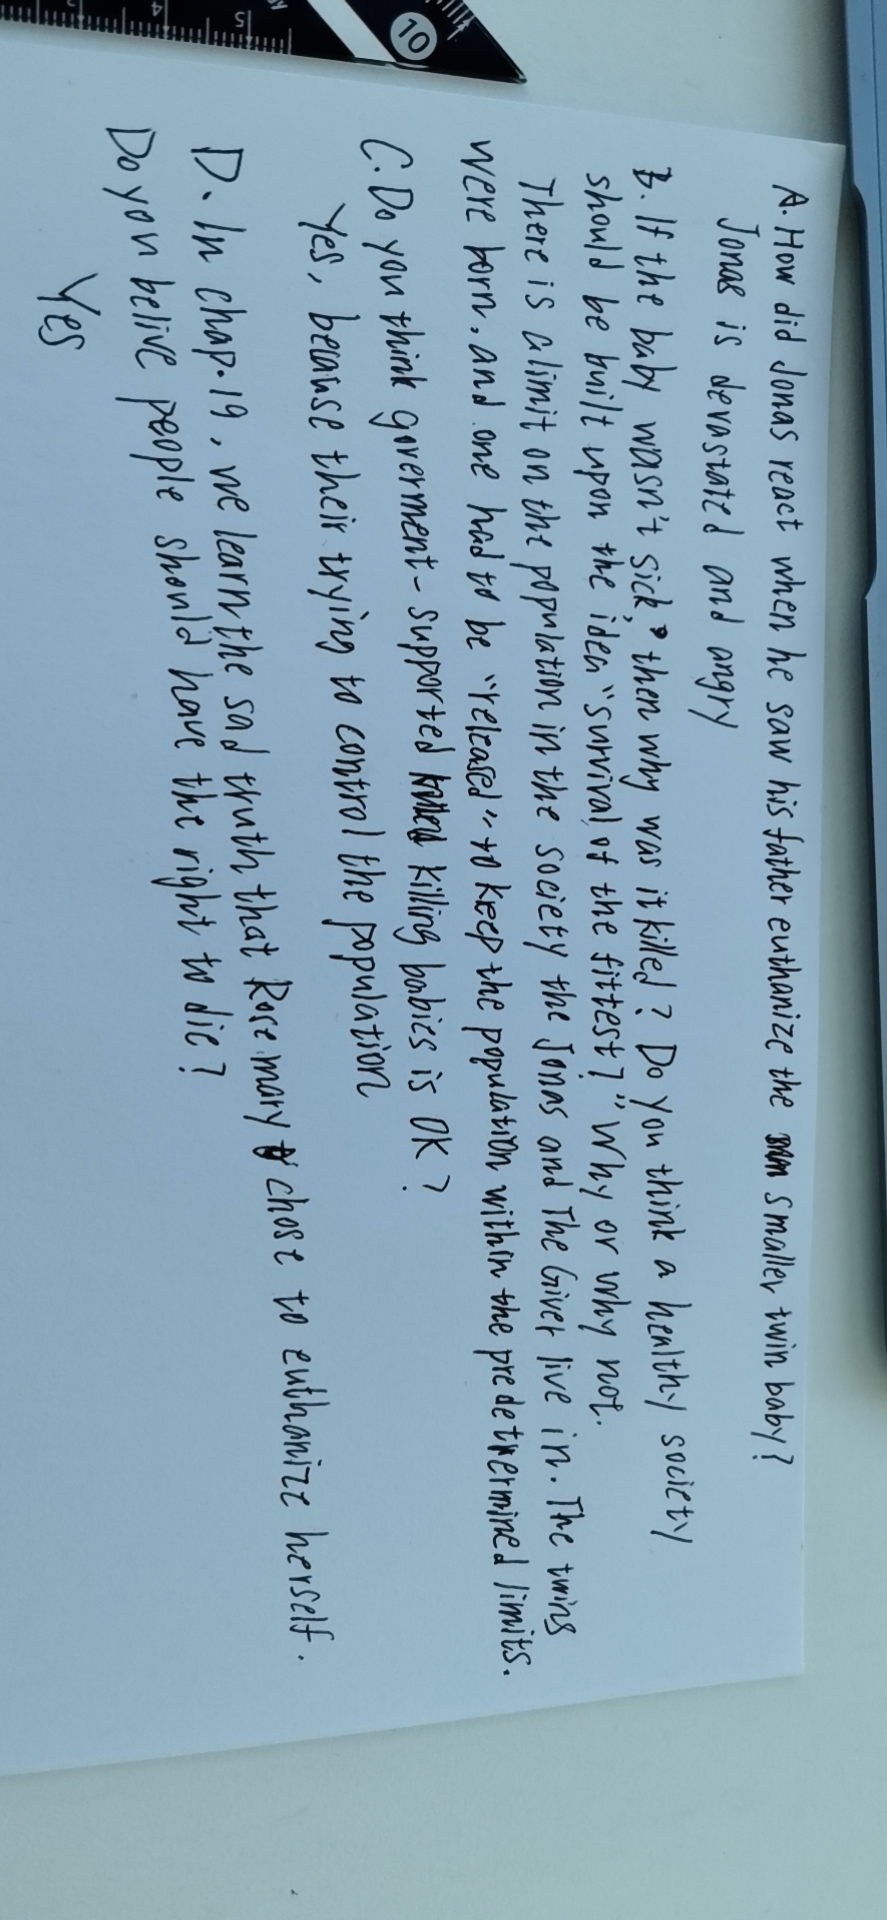 A. How did Jonas react when he saw his father euthanize the smaller twin baby?
Jonas is devastated and angry
B. If the baby wasn't sick, then why was it killed? Do you think a healthy society
should be built upon the idea "survival of the fittest?" Why or why not.
There is a limit on the population in the society the Jonas and The Giver live in. The twins
were born, and one had to be "released" to keep the population within the predetwermined limits.
C. Do you think goverment-supported killing babies is OK?
Yes, because their trying to control the population
D. In chap.19, we learn the sad truth that Rosemary chose to euthanize herself.
Do you belive people should have the right to die?
Yes
10
5
4